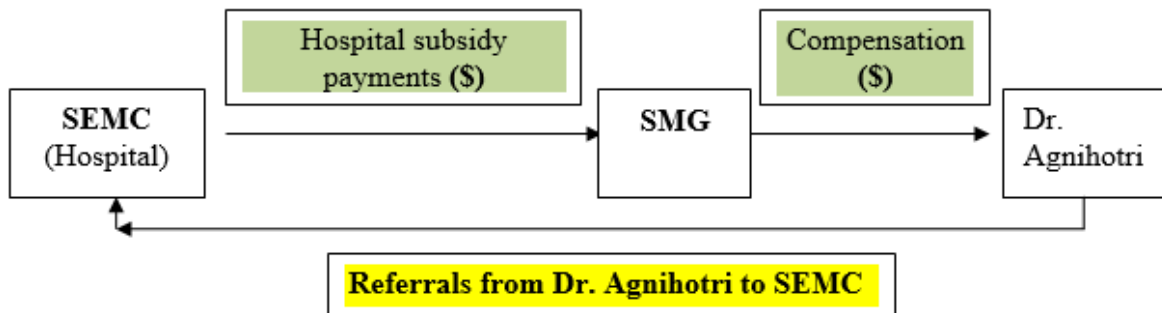 Hospital subsidy
payments ($)
Compensation
($)
SEMC
(Hospital)
SMG
Dr.
Agnihotri
Referrals from Dr. Agnihotri to SEMC